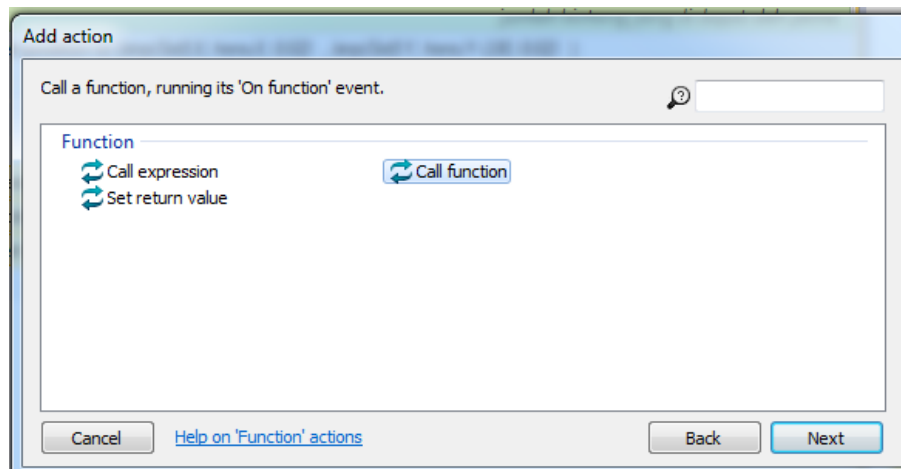 Add action
Call a function, running its 'On function' event.
Function
Call expression
Call function
Set return value
Cancel
Help on 'Function' actions
Back
Next